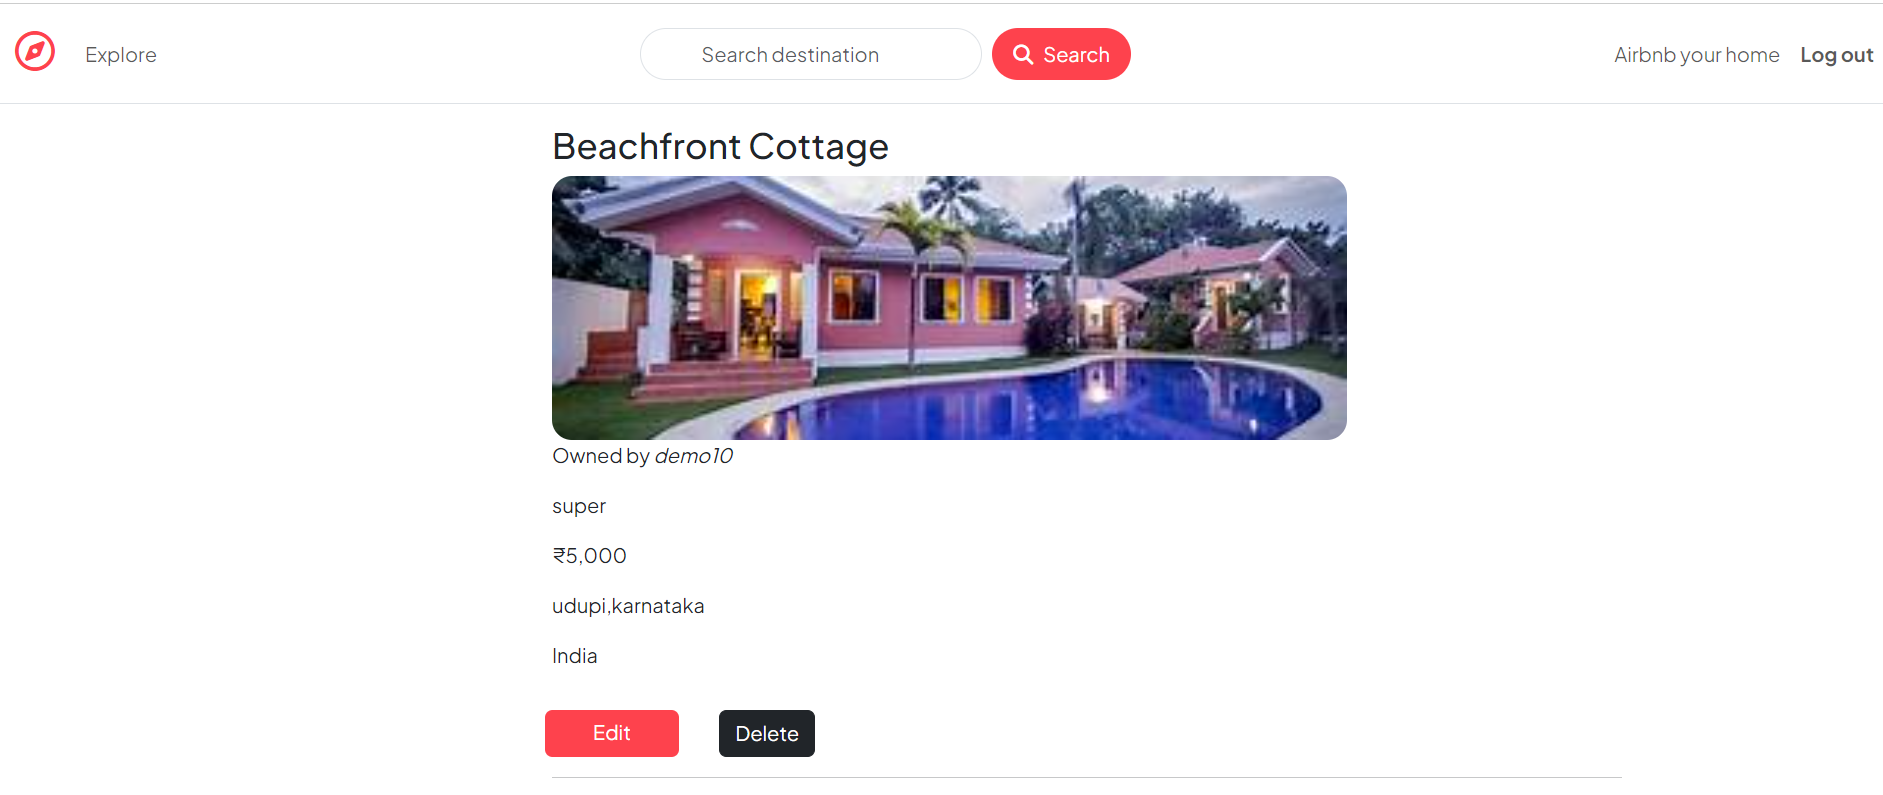 Explore
Search destination
Search
Airbnb your home
Log out
Beachfront Cottage
Owned by demo10
super
₹5,000
udupi,karnataka
India
Edit
Delete